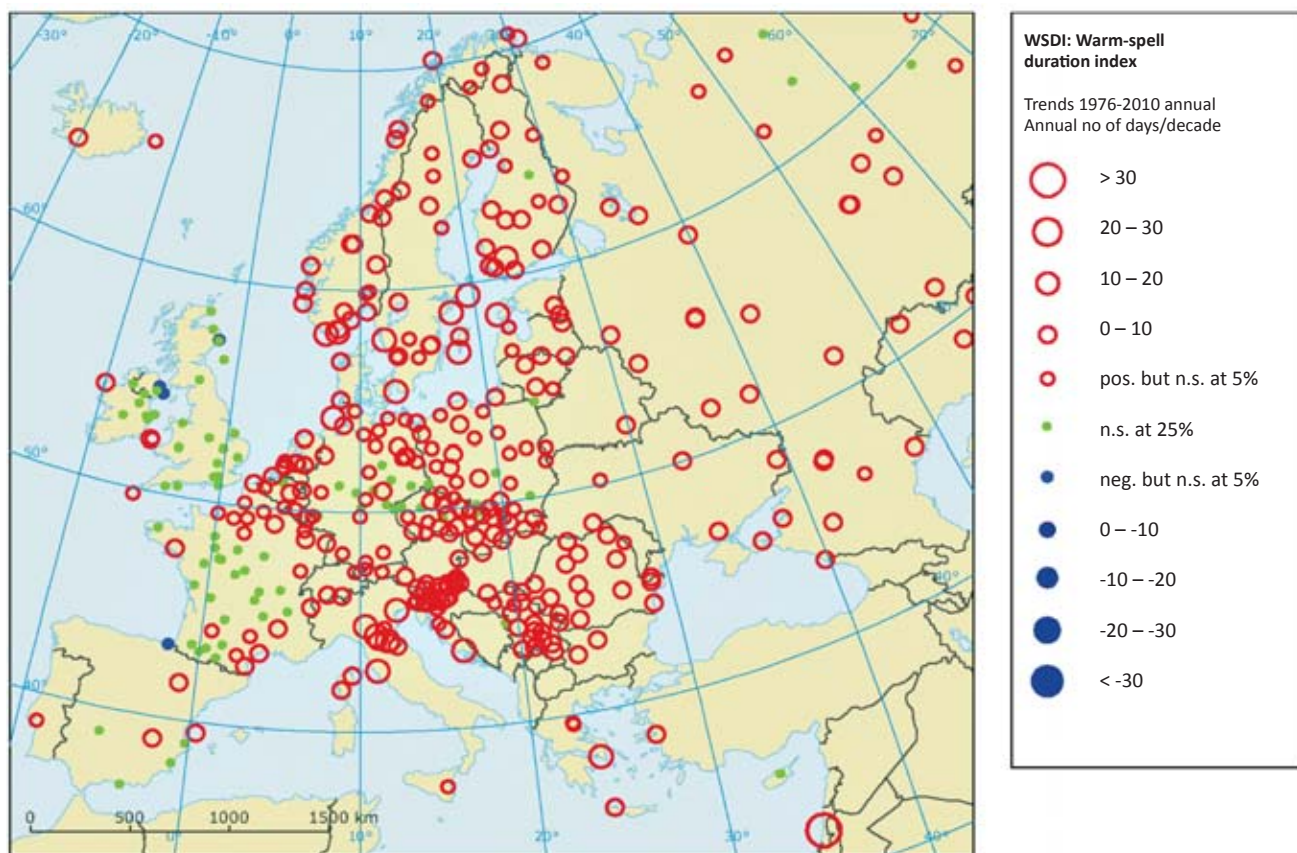 -30° -20° -10° 0° 10° 20° 30° 40° 50° 60° 70°
60°
50°
40°
40°
0 500 1000 1500 km
0° 10° 20° 30° 40°
WSDI: Warm-spell
duration index
Trends 1976-2010 annual
Annual no of days/decade
> 30
20 – 30
10 – 20
0 – 10
pos. but n.s. at 5%
n.s. at 25%
neg. but n.s. at 5%
0 – -10
-10 – -20
-20 – -30
< -30